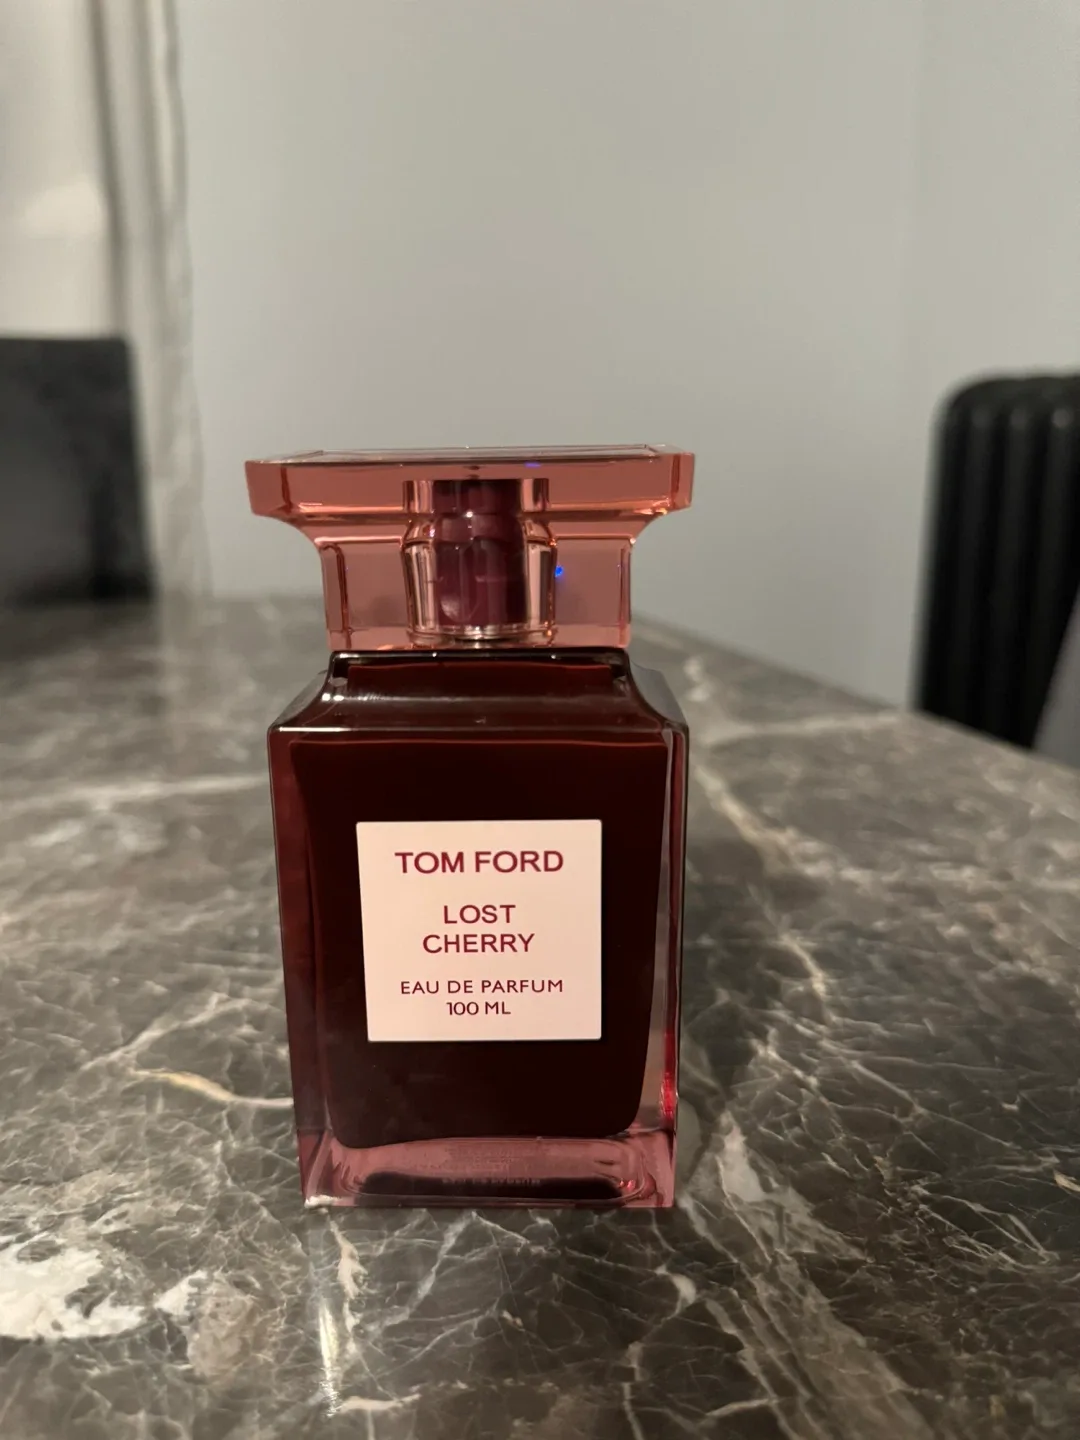 TOM FORD
LOST
CHERRY
EAU DE PARFUM
100 ML